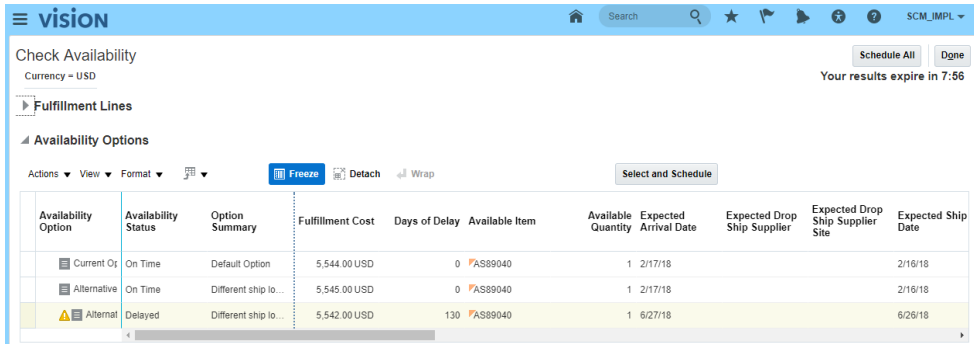 vision
Search
SCM_IMPL
Check Availability
Schedule All
Done
Currency = USD
Your results expire in 7:56
Fulfillment Lines
Availability Options
Actions View Format
Freeze
Detach
Wrap
Select and Schedule
Availability Option
Availability Status
Option Summary
Fulfillment Cost
Days of Delay
Available Item
Available Quantity
Expected Arrival Date
Expected Drop Ship Supplier
Expected Drop Ship Supplier Site
Expected Ship Date
Current Op On Time Default Option 5,544.00 USD 0 AS89040 1 2/17/18 2/16/18
Alternative On Time Different ship lo... 5,545.00 USD 0 AS89040 1 2/17/18 2/16/18
Alternat Delayed Different ship lo... 5,542.00 USD 130 AS89040 1 6/27/18 6/26/18